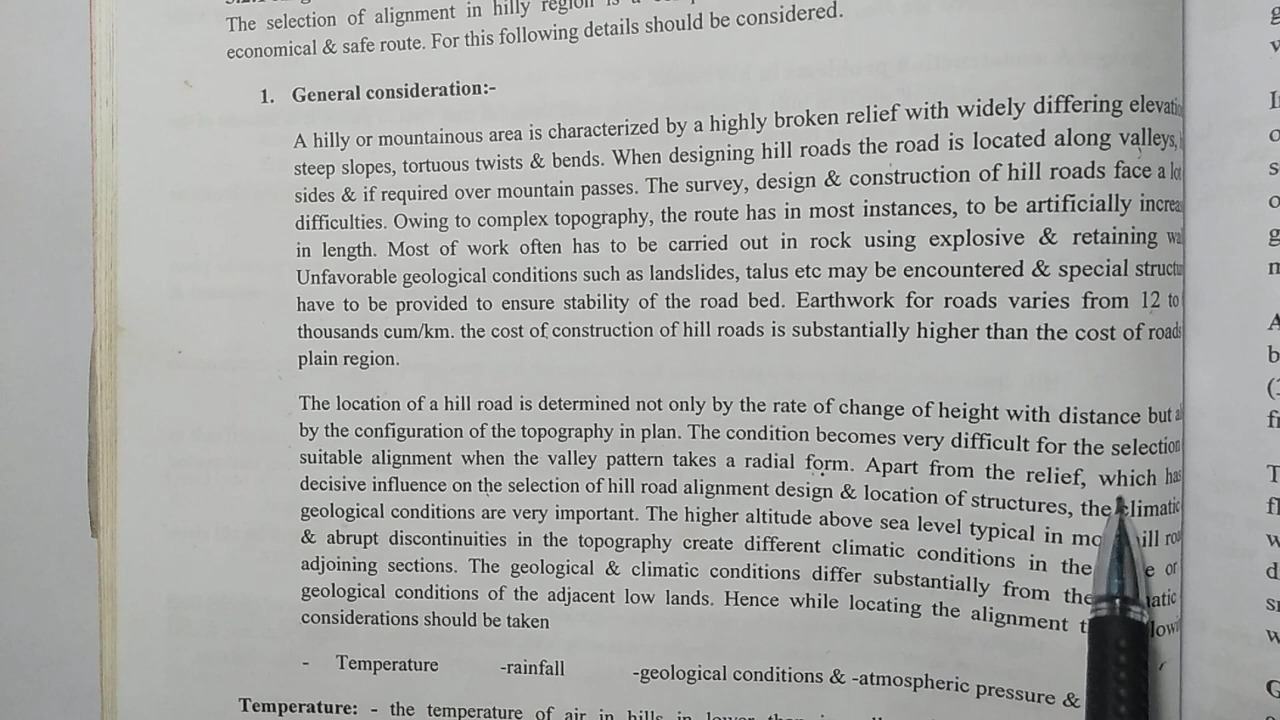 The selection of alignment in hilly region is a
economical & safe route. For this following details should be considered.
1. General consideration:-
A hilly or mountainous area is characterized by a highly broken relief with widely differing
steep slopes, tortuous twists & bends. When designing hill roads the road is located along valleys,
sides & if required over mountain passes. The survey, design & construction of hill roads face a
difficulties. Owing to complex topography, the route has in most instances, to be artificially
in length. Most of work often has to be carried out in rock using explosive & retaining
Unfavorable geological conditions such as landslides, talus etc may be encountered & special
have to be provided to ensure stability of the road bed. Earthwork for roads varies from 12 to
thousands cum/km. the cost of construction of hill roads is substantially higher than the cost of roads
plain region.
The location of a hill road is determined not only by the rate of change of height with distance but
by the configuration of the topography in plan. The condition becomes very difficult for the selection
suitable alignment when the valley pattern takes a radial form. Apart from the relief, which has
decisive influence on the selection of hill road alignment design & location of structures, the climatic
geological conditions are very important. The higher altitude above sea level typical in
& abrupt discontinuities in the topography create different climatic conditions in the or
adjoining sections. The geological & climatic conditions differ substantially from the
geological conditions of the adjacent low lands. Hence while locating the alignment
considerations should be taken
- Temperature -rainfall -geological conditions & -atmospheric pressure &
Temperature: - the temperature of air in hills in lower than